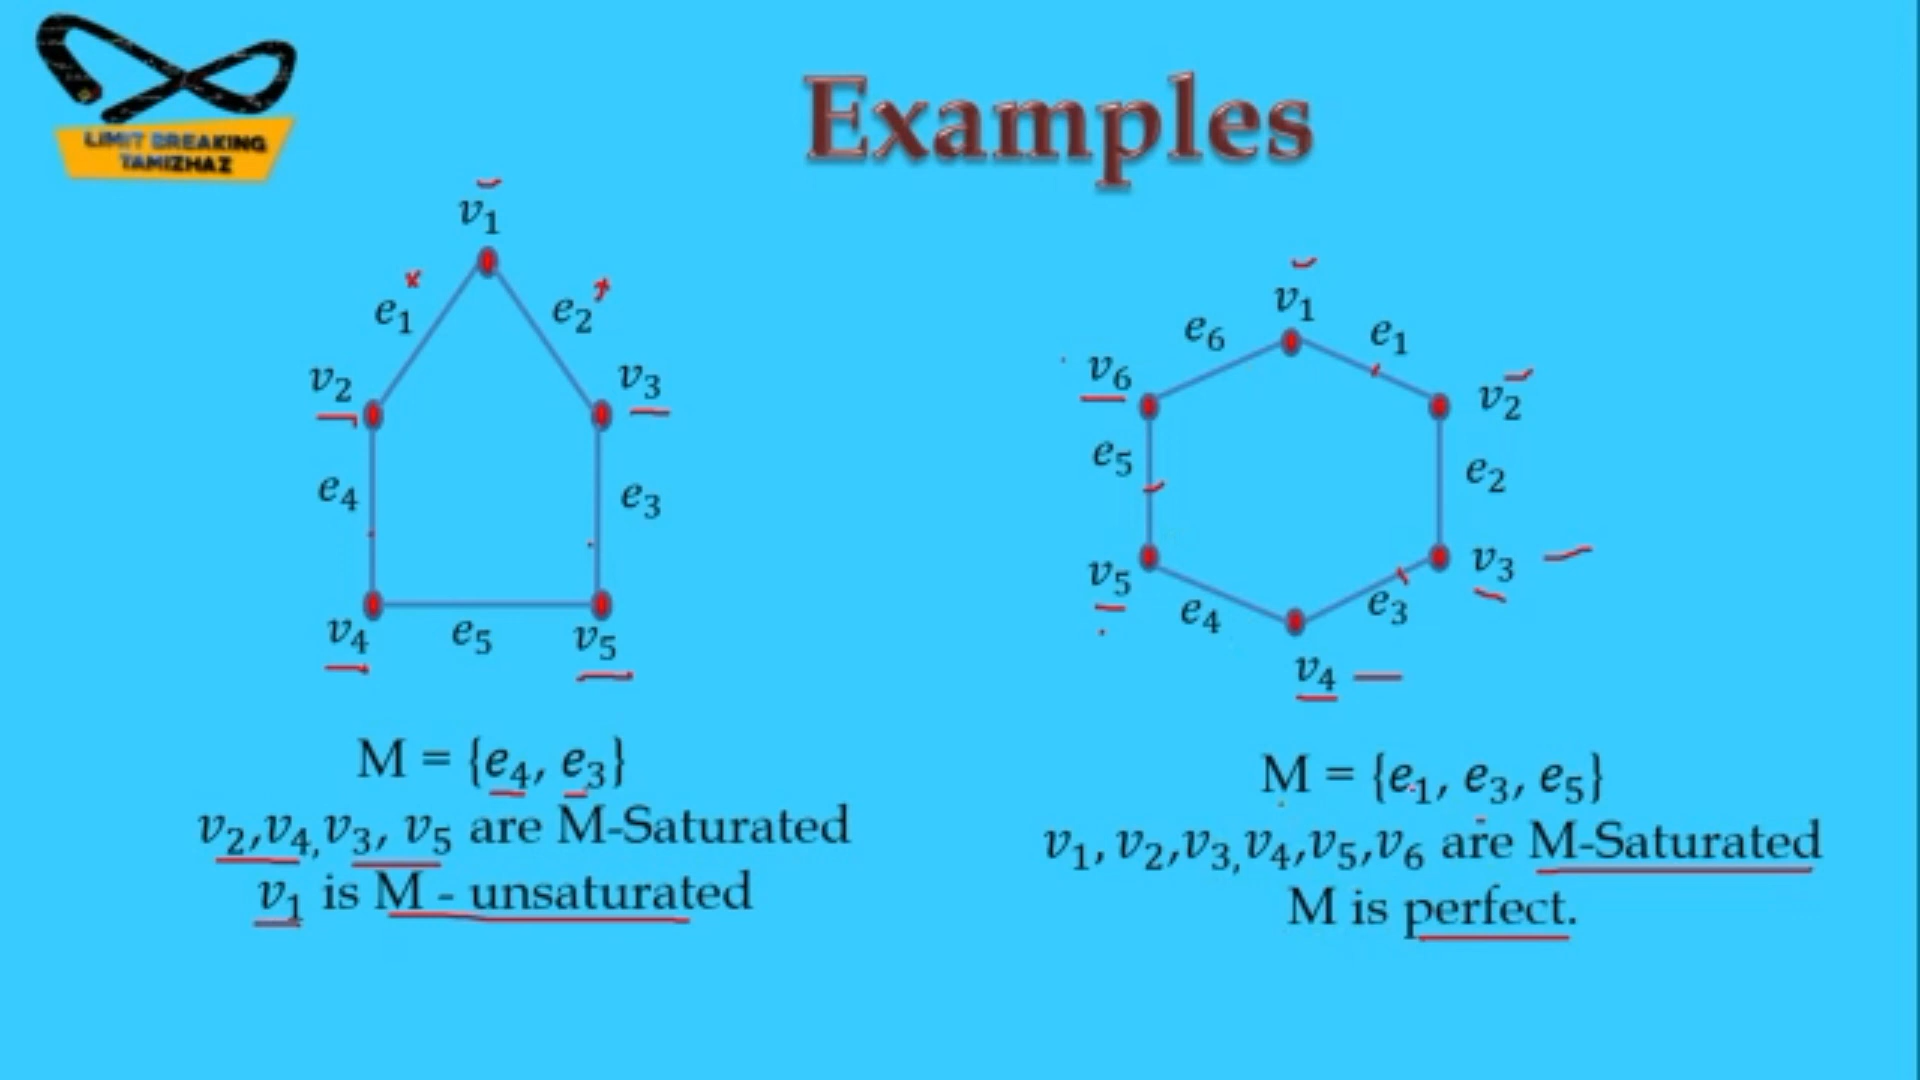 LIMIT BREAKING
TAMIZHAZ
Examples
v₁
e₁
e₂
v₂
v₃
e₄
e₃
v₄
e₅
v₅
M = {e₄, e₃}
v₂,v₄,v₃, v₅ are M-Saturated
v₁ is M - unsaturated
v₁
e₆
e₁
v₆
v₂
e₅
e₂
v₅
v₃
e₄
e₃
v₄
M = {e₁, e₃, e₅}
v₁, v₂,v₃,v₄,v₅,v₆ are M-Saturated
M is perfect.